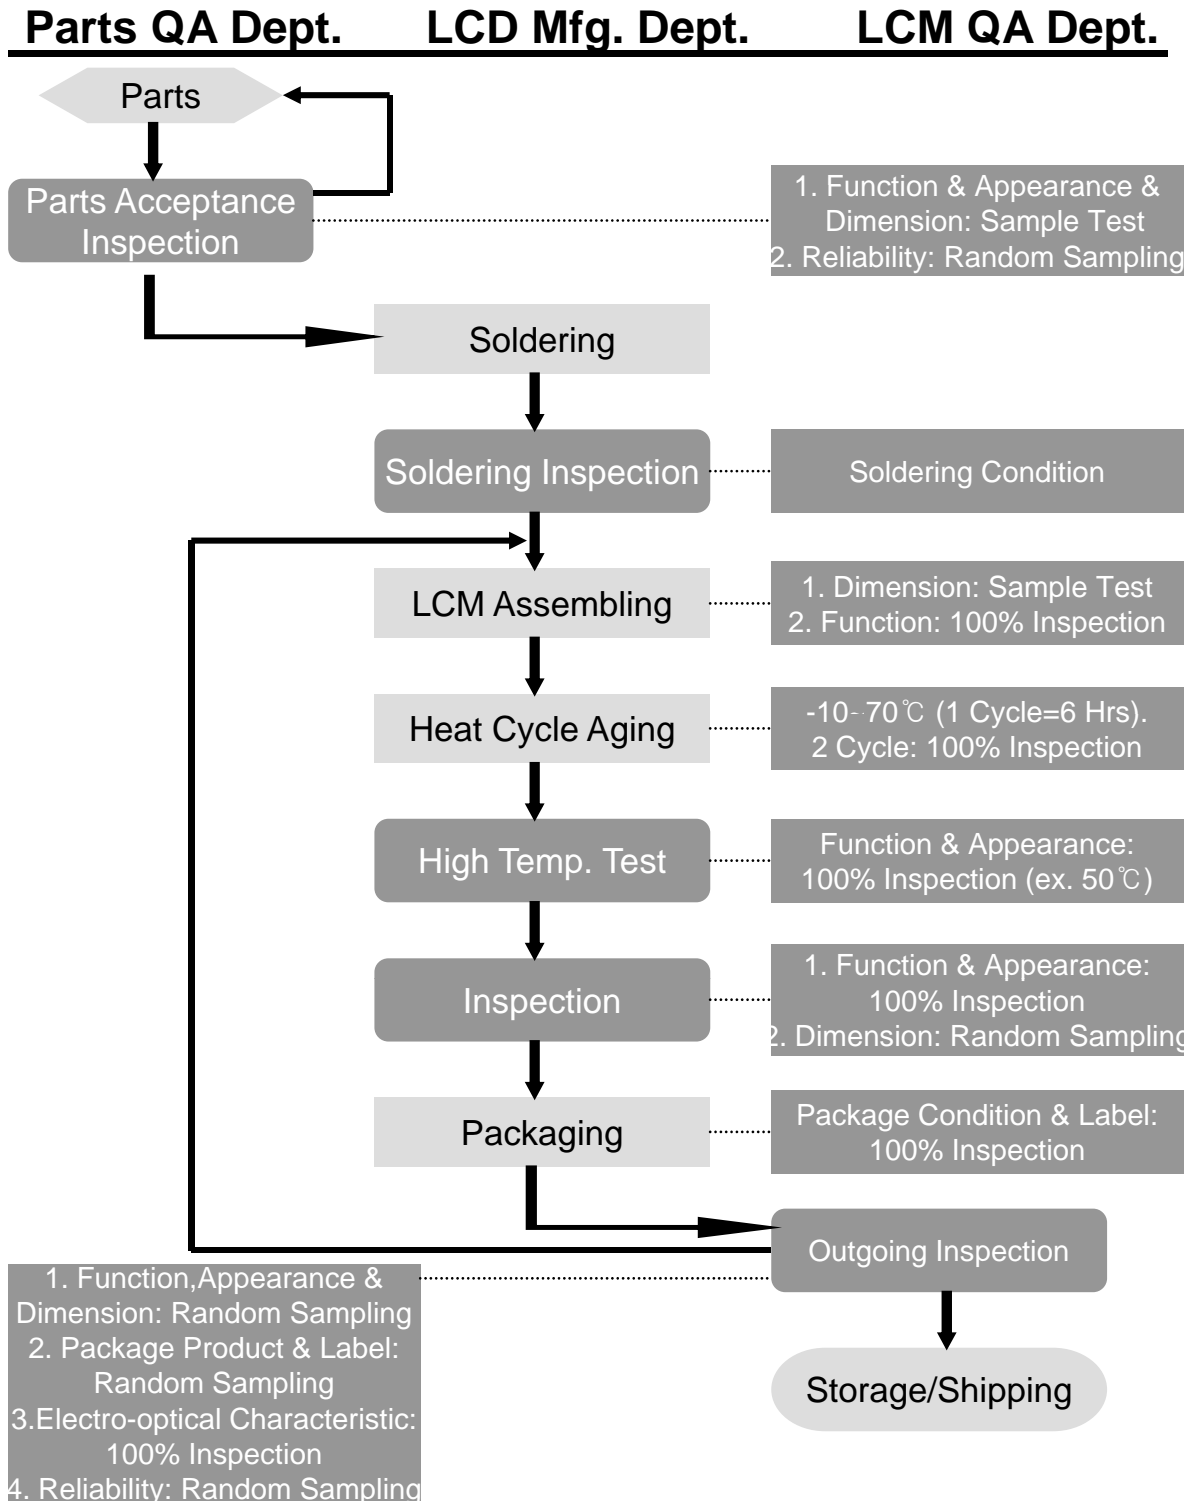 Parts QA Dept.
LCD Mfg. Dept.
LCM QA Dept.
Parts
Parts Acceptance
Inspection
1. Function & Appearance &
Dimension: Sample Test
2. Reliability: Random Sampling
Soldering
Soldering Inspection
Soldering Condition
LCM Assembling
1. Dimension: Sample Test
2. Function: 100% Inspection
Heat Cycle Aging
-10~70℃ (1 Cycle=6 Hrs).
2 Cycle: 100% Inspection
High Temp. Test
Function & Appearance:
100% Inspection (ex. 50℃)
Inspection
1. Function & Appearance:
100% Inspection
2. Dimension: Random Sampling
Packaging
Package Condition & Label:
100% Inspection
Outgoing Inspection
1. Function,Appearance &
Dimension: Random Sampling
2. Package Product & Label:
Random Sampling
3.Electro-optical Characteristic:
100% Inspection
4. Reliability: Random Sampling
Storage/Shipping